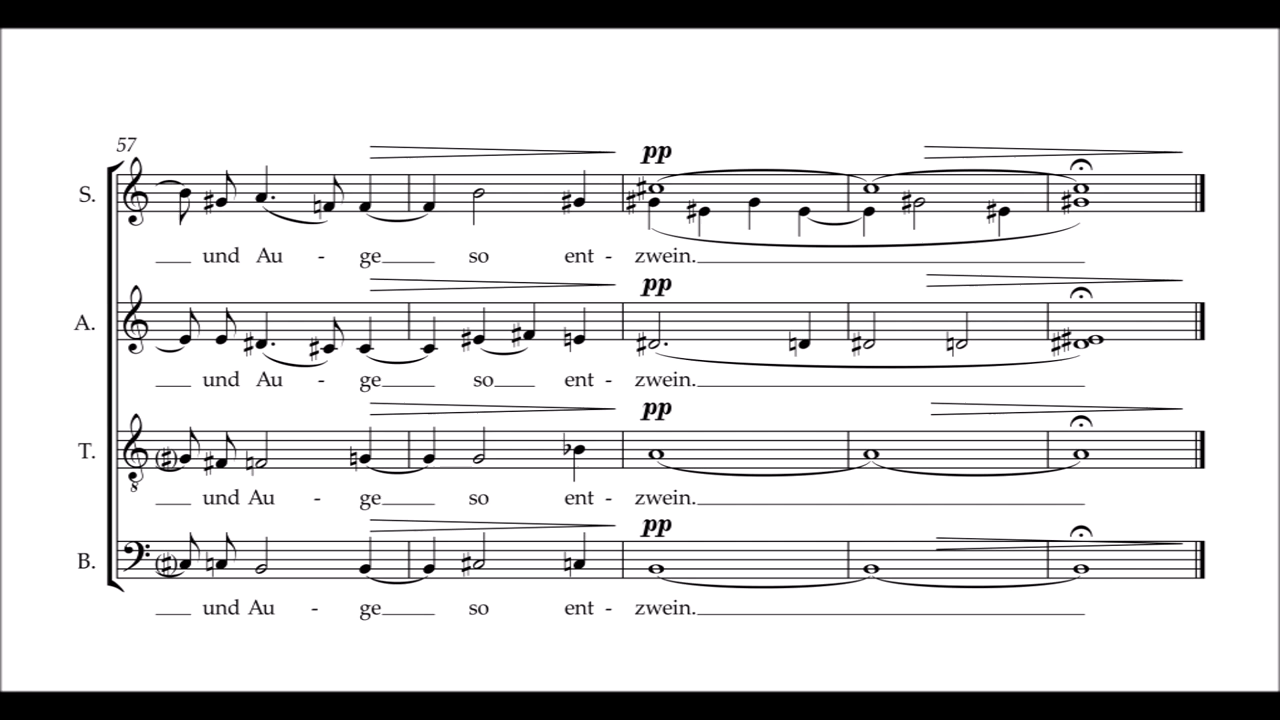 57
pp
S.
und Au - ge so ent - zwein.
pp
A.
und Au - ge so ent - zwein.
pp
T.
8
und Au - ge so ent - zwein.
pp
B.
und Au - ge so ent - zwein.